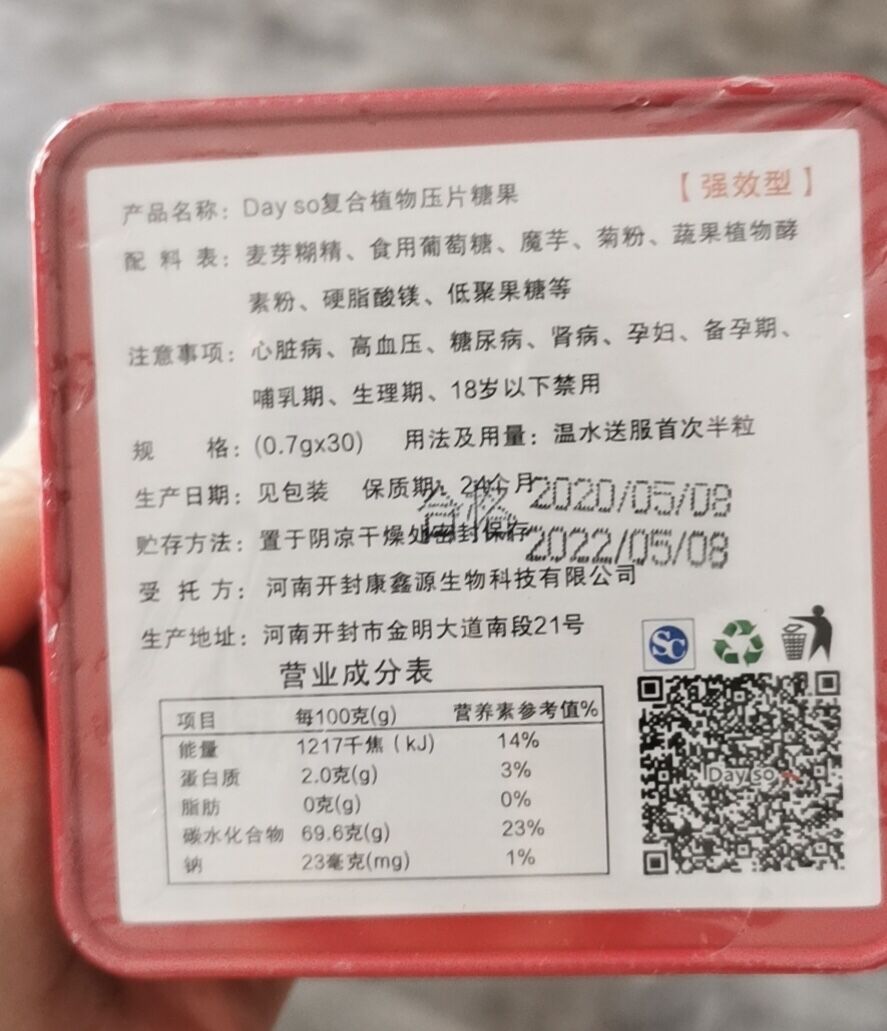 【强效型】
产品名称：Day so复合植物压片糖果
配料表：麦芽糊精、食用葡萄糖、魔芋、菊粉、蔬果植物酵
素粉、硬脂酸镁、低聚果糖等
注意事项：心脏病、高血压、糖尿病、肾病、孕妇、备孕期、
哺乳期、生理期、18岁以下禁用
规 格：(0.7gx30) 用法及用量：温水送服首次半粒
生产日期：见包装 保质期：24个月
合格 2020/05/08
2022/05/08
贮存方法：置于阴凉干燥处密封保存
受托方：河南开封康鑫源生物科技有限公司
生产地址：河南开封市金明大道南段21号
SC
营业成分表
项目 每100克(g) 营养素参考值%
能量 1217千焦（kJ) 14%
蛋白质 2.0克(g) 3%
脂肪 0克(g) 0%
碳水化合物 69.6克(g) 23%
钠 23毫克(mg) 1%
Day so